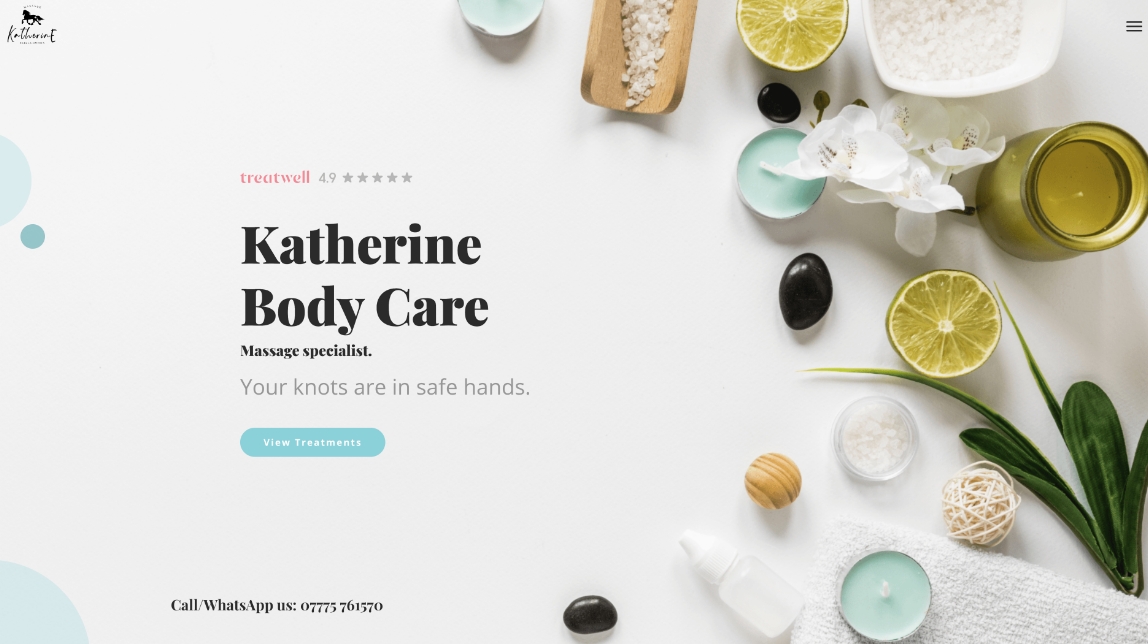 KatherinE
treatwell 4.9
Katherine
Body Care
Massage specialist.
Your knots are in safe hands.
View Treatments
Call/WhatsApp us: 07775 761570